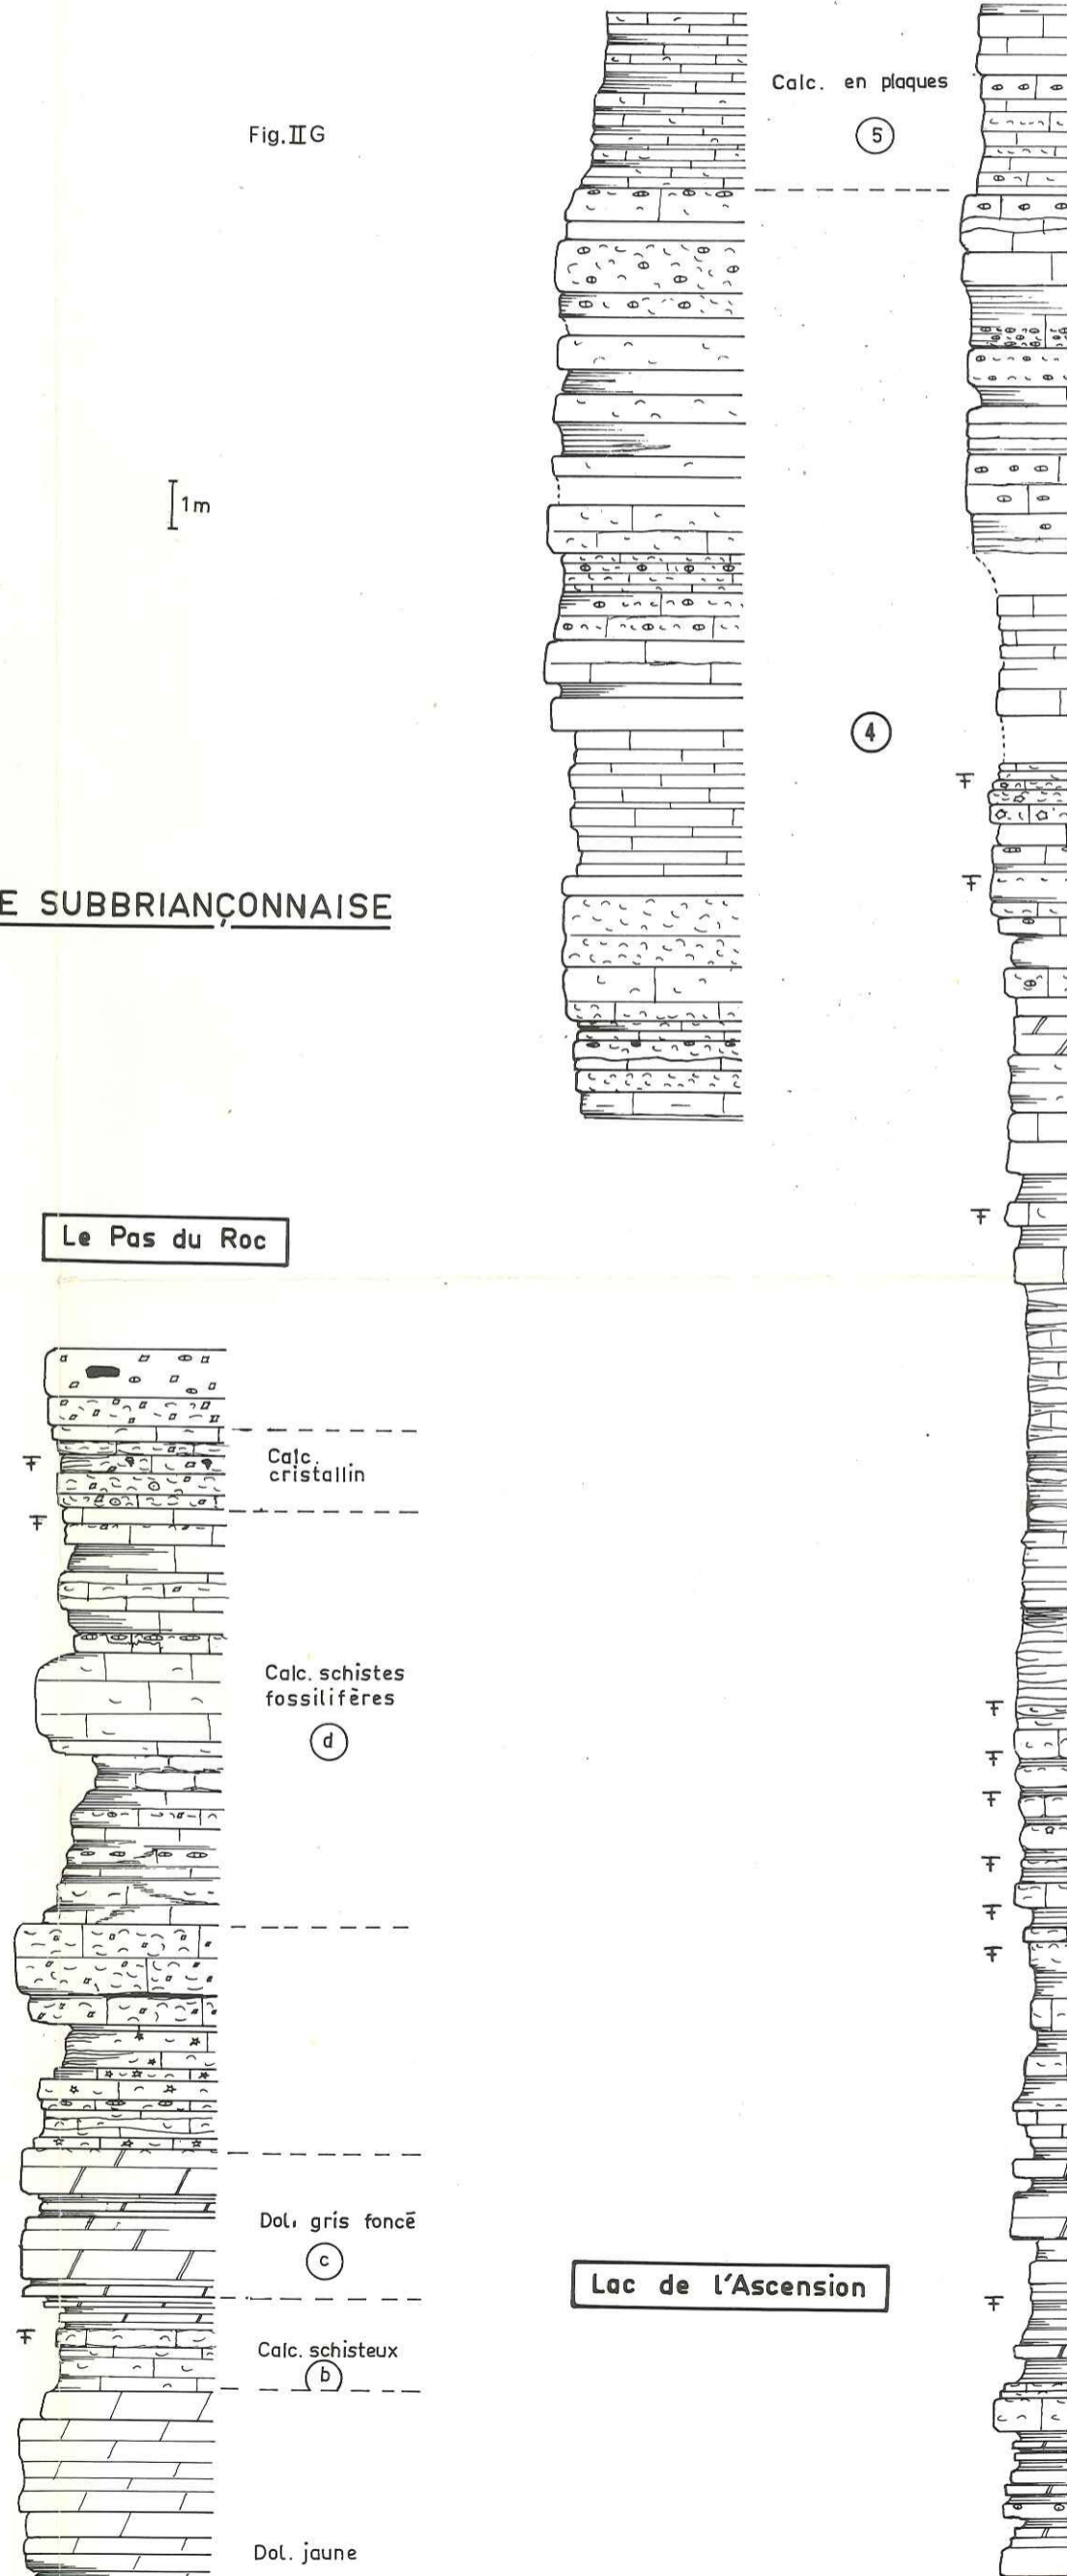 Calc. en plaques
5
Fig. II G
1m
4
E SUBBRIANÇONNAISE
Le Pas du Roc
Calc.
cristallin
Calc. schistes
fossilifères
d
Dol. gris foncé
c
Lac de l'Ascension
Calc. schisteux
b
Dol. jaune